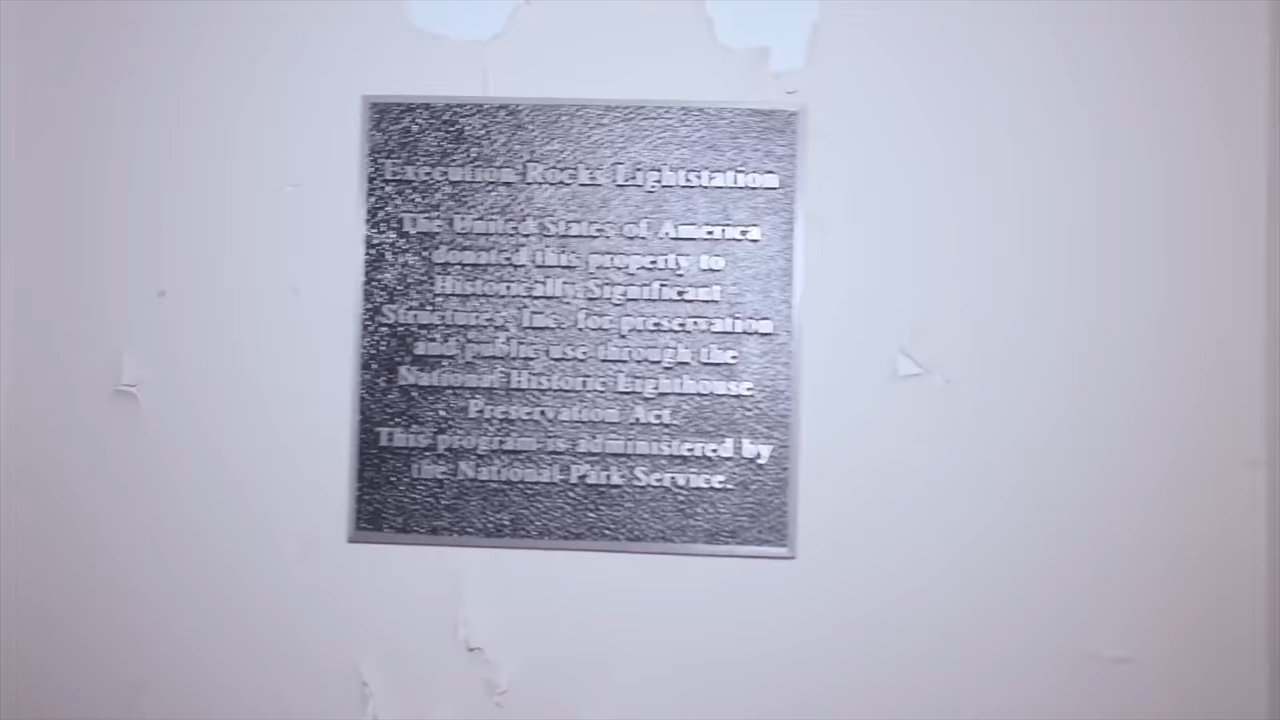 Execution Rocks Lightstation
The United States of America
donated this property to
Historically Significant
Structures, Inc. for preservation
and public use through the
National Historic Lighthouse
Preservation Act.
This program is administered by
the National Park Service.